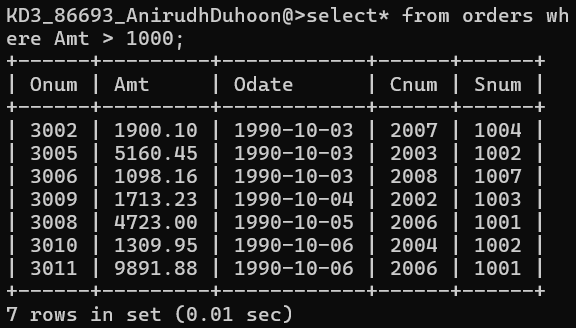 KD3_86693_AnirudhDuhoon@>select* from orders wh
ere Amt > 1000;
+------+---------+------------+------+------+
| Onum | Amt     | Odate      | Cnum | Snum |
+------+---------+------------+------+------+
| 3002 | 1900.10 | 1990-10-03 | 2007 | 1004 |
| 3005 | 5160.45 | 1990-10-03 | 2003 | 1002 |
| 3006 | 1098.16 | 1990-10-03 | 2008 | 1007 |
| 3009 | 1713.23 | 1990-10-04 | 2002 | 1003 |
| 3008 | 4723.00 | 1990-10-05 | 2006 | 1001 |
| 3010 | 1309.95 | 1990-10-06 | 2004 | 1002 |
| 3011 | 9891.88 | 1990-10-06 | 2006 | 1001 |
+------+---------+------------+------+------+
7 rows in set (0.01 sec)